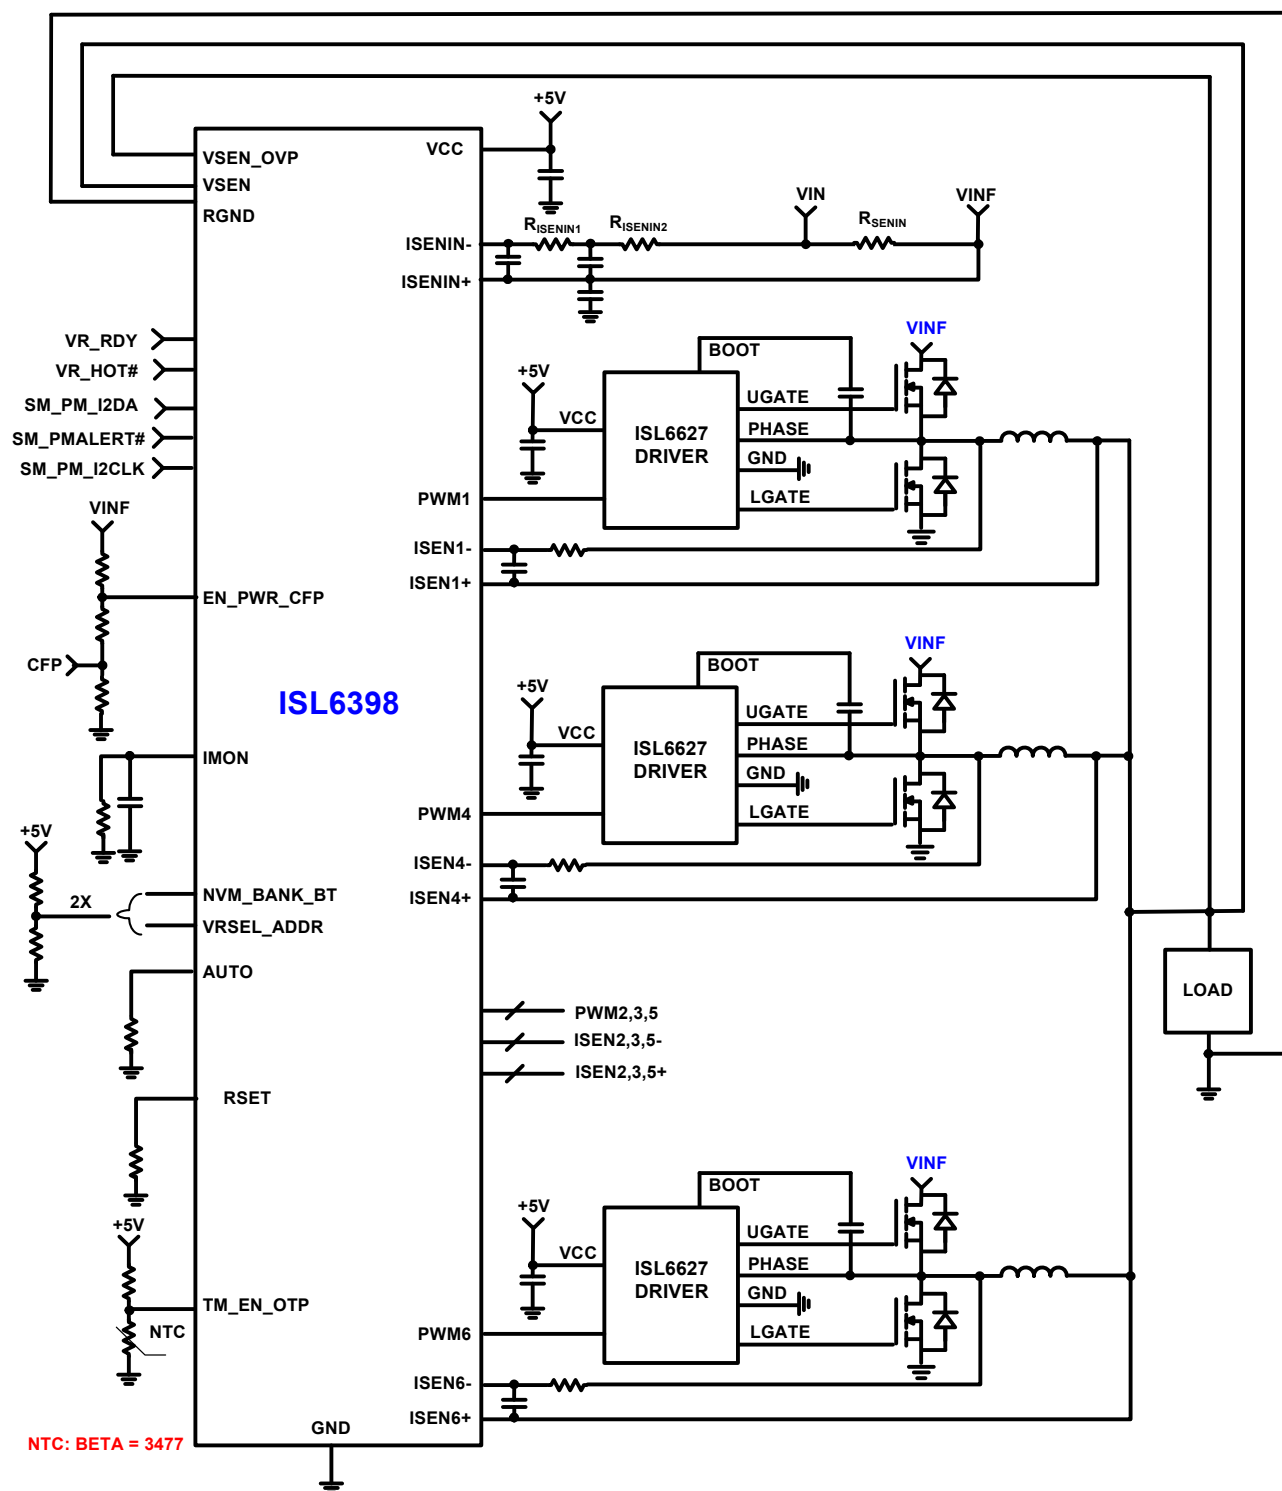 +5V
VSEN_OVP
VCC
VSEN
RGND
VIN
VINF
RISENIN1
RISENIN2
RSENIN
ISENIN-
ISENIN+
VR_RDY
VR_HOT#
SM_PM_I2DA
SM_PMALERT#
SM_PM_I2CLK
VINF
EN_PWR_CFP
CFP
ISL6398
IMON
+5V
2X
NVM_BANK_BT
VRSEL_ADDR
AUTO
RSET
+5V
TM_EN_OTP
NTC
NTC: BETA = 3477
GND
VINF
BOOT
+5V
VCC
ISL6627
DRIVER
UGATE
PHASE
GND
LGATE
PWM1
ISEN1-
ISEN1+
VINF
BOOT
+5V
VCC
ISL6627
DRIVER
UGATE
PHASE
GND
LGATE
PWM4
ISEN4-
ISEN4+
LOAD
PWM2,3,5
ISEN2,3,5-
ISEN2,3,5+
VINF
BOOT
+5V
VCC
ISL6627
DRIVER
UGATE
PHASE
GND
LGATE
PWM6
ISEN6-
ISEN6+